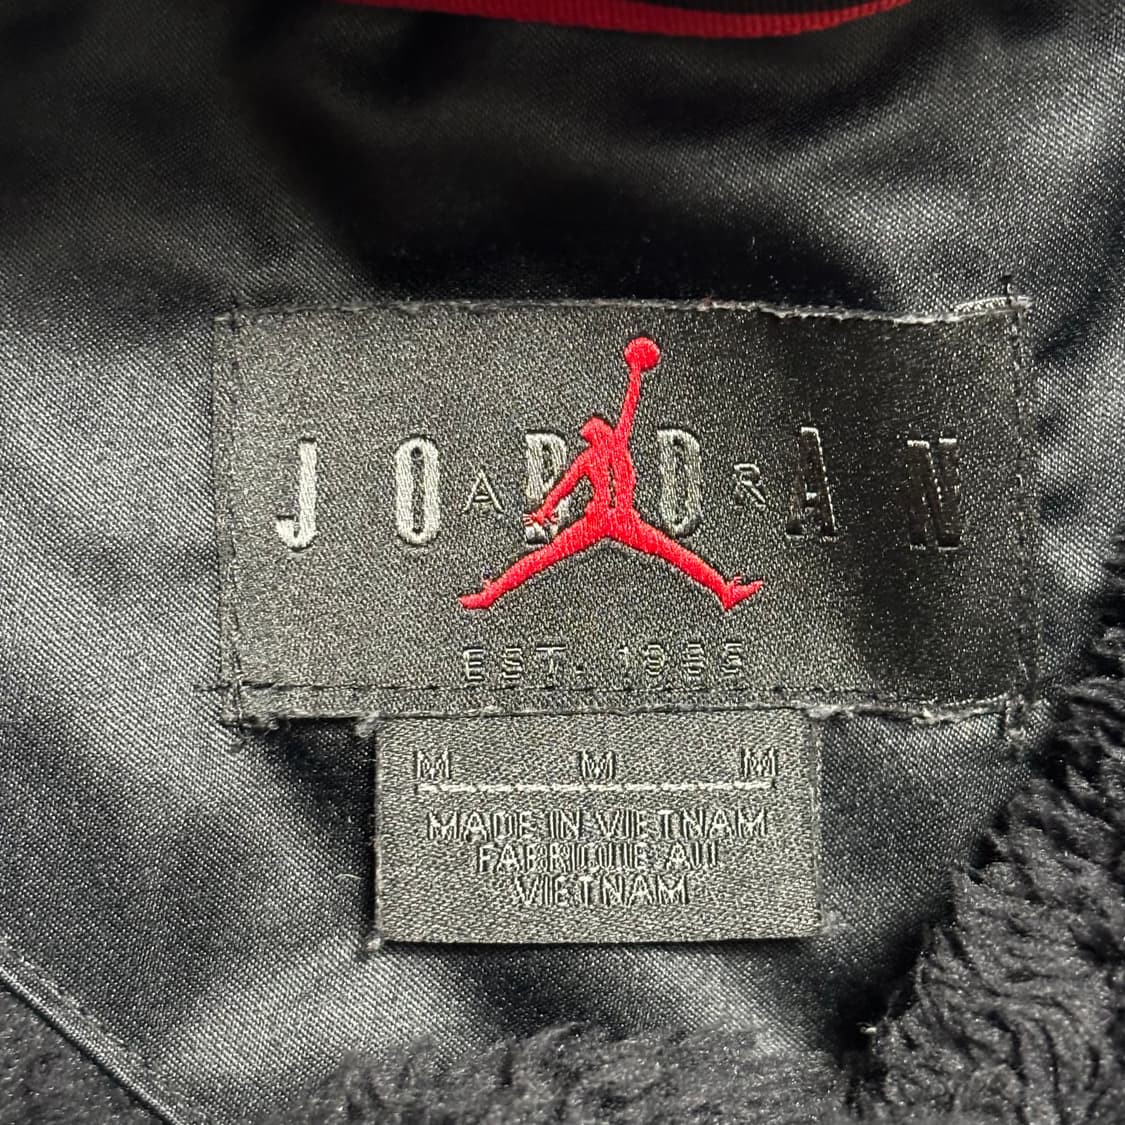 JORDAN
AIR
EST. 1985
M M M
MADE IN VIETNAM
FABRIQUE AU
VIETNAM